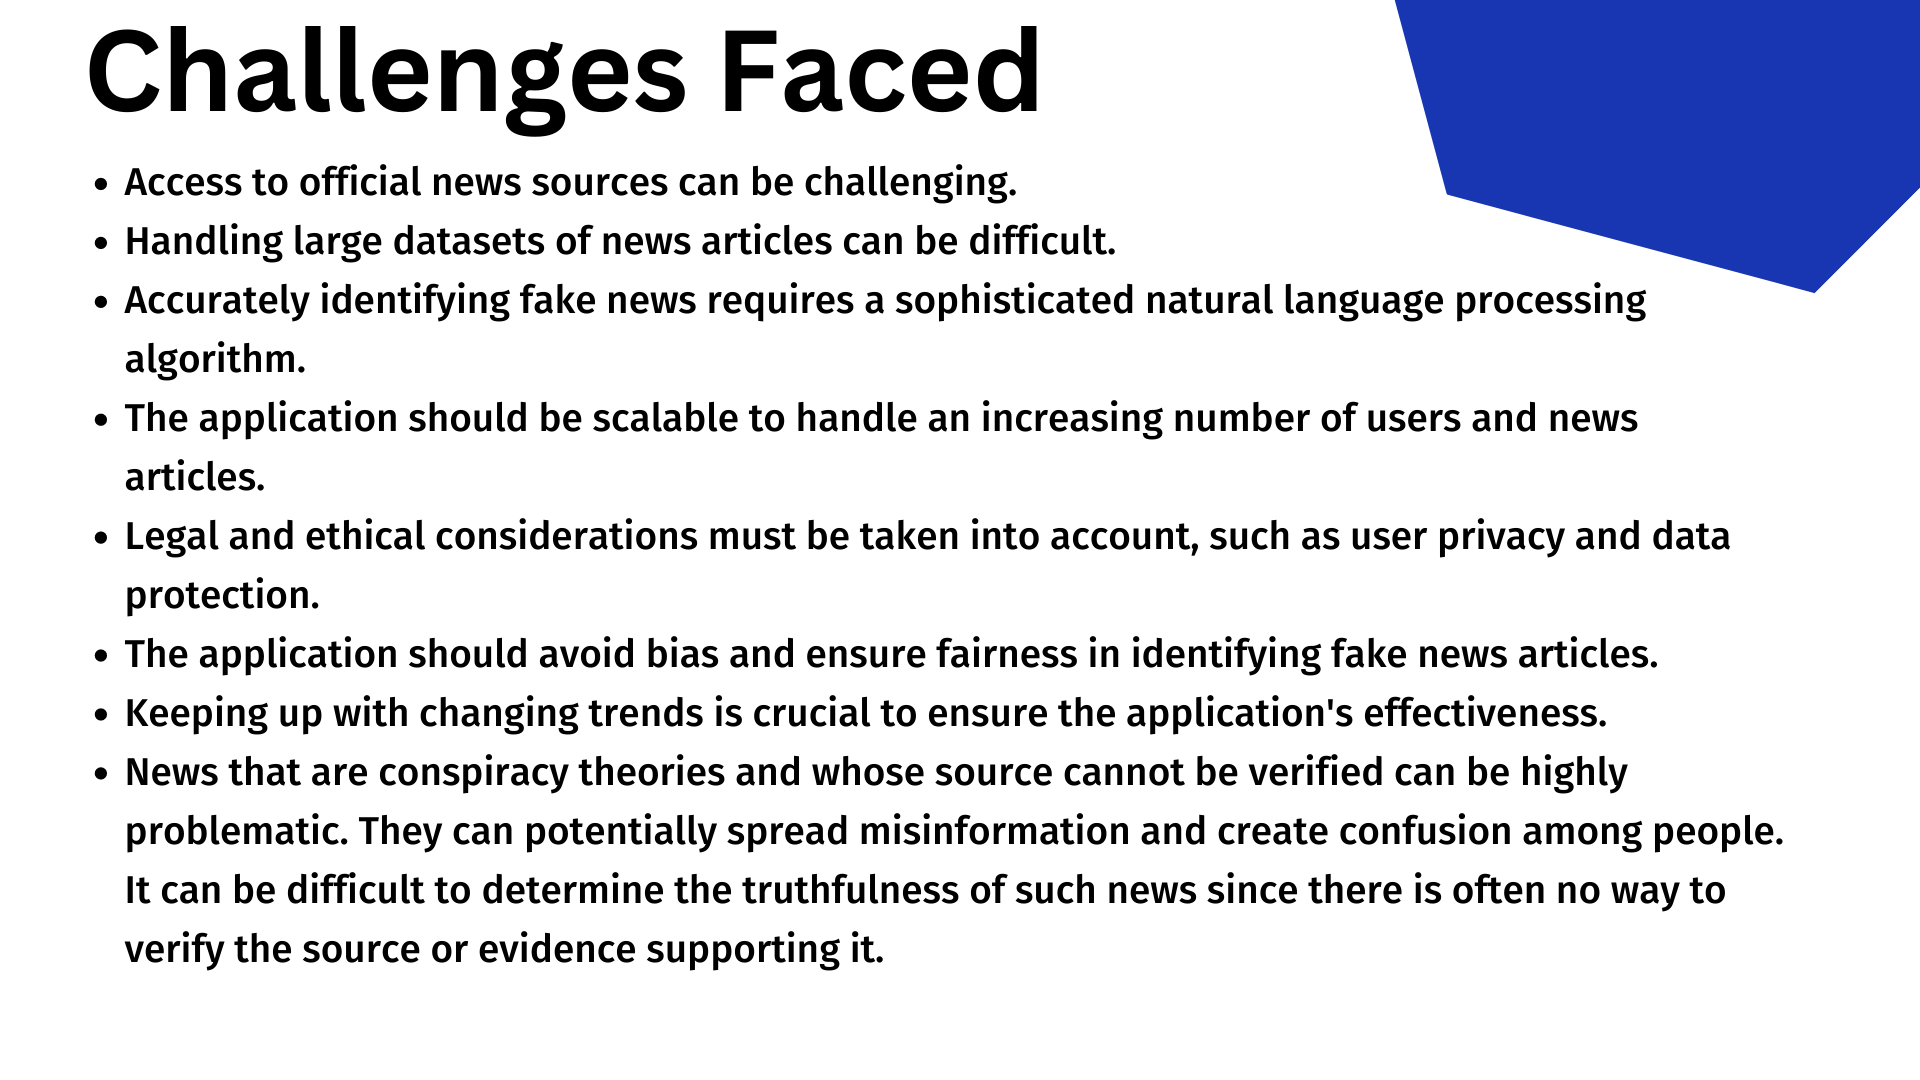 Challenges Faced
• Access to official news sources can be challenging.
• Handling large datasets of news articles can be difficult.
• Accurately identifying fake news requires a sophisticated natural language processing
algorithm.
• The application should be scalable to handle an increasing number of users and news
articles.
• Legal and ethical considerations must be taken into account, such as user privacy and data
protection.
• The application should avoid bias and ensure fairness in identifying fake news articles.
• Keeping up with changing trends is crucial to ensure the application's effectiveness.
• News that are conspiracy theories and whose source cannot be verified can be highly
problematic. They can potentially spread misinformation and create confusion among people.
It can be difficult to determine the truthfulness of such news since there is often no way to
verify the source or evidence supporting it.